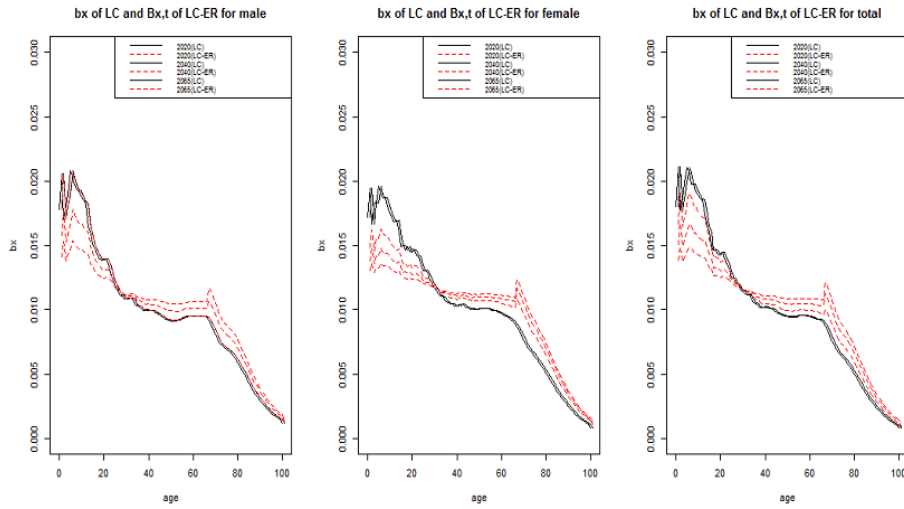 bx of LC and Bx,t of LC-ER for male
0.030
0.025
0.020
0.015
0.010
0.005
0.000
bx
2020(LC)
2020(LC-ER)
2040(LC)
2040(LC-ER)
2065(LC)
2065(LC-ER)
0 20 40 60 80 100
age
bx of LC and Bx,t of LC-ER for female
0.030
0.025
0.020
0.015
0.010
0.005
0.000
bx
2020(LC)
2020(LC-ER)
2040(LC)
2040(LC-ER)
2065(LC)
2065(LC-ER)
0 20 40 60 80 100
age
bx of LC and Bx,t of LC-ER for total
0.030
0.025
0.020
0.015
0.010
0.005
0.000
bx
2020(LC)
2020(LC-ER)
2040(LC)
2040(LC-ER)
2065(LC)
2065(LC-ER)
0 20 40 60 80 100
age